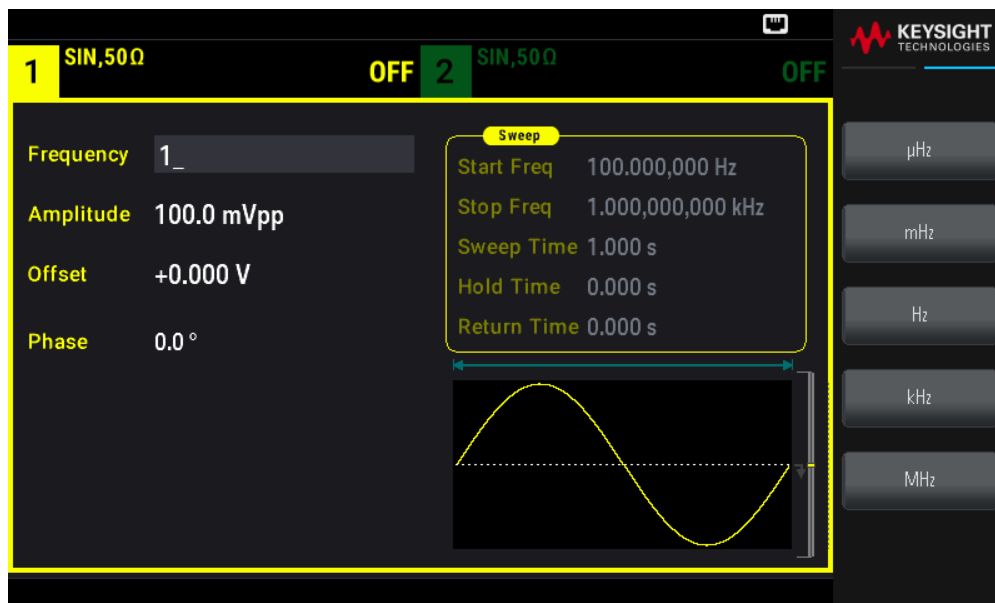 KEYSIGHT
TECHNOLOGIES
1 SIN,50Ω OFF 2 SIN,50Ω OFF
Frequency 1_
Amplitude 100.0 mVpp
Offset +0.000 V
Phase 0.0 °
Sweep
Start Freq 100.000,000 Hz
Stop Freq 1.000,000,000 kHz
Sweep Time 1.000 s
Hold Time 0.000 s
Return Time 0.000 s
µHz
mHz
Hz
kHz
MHz